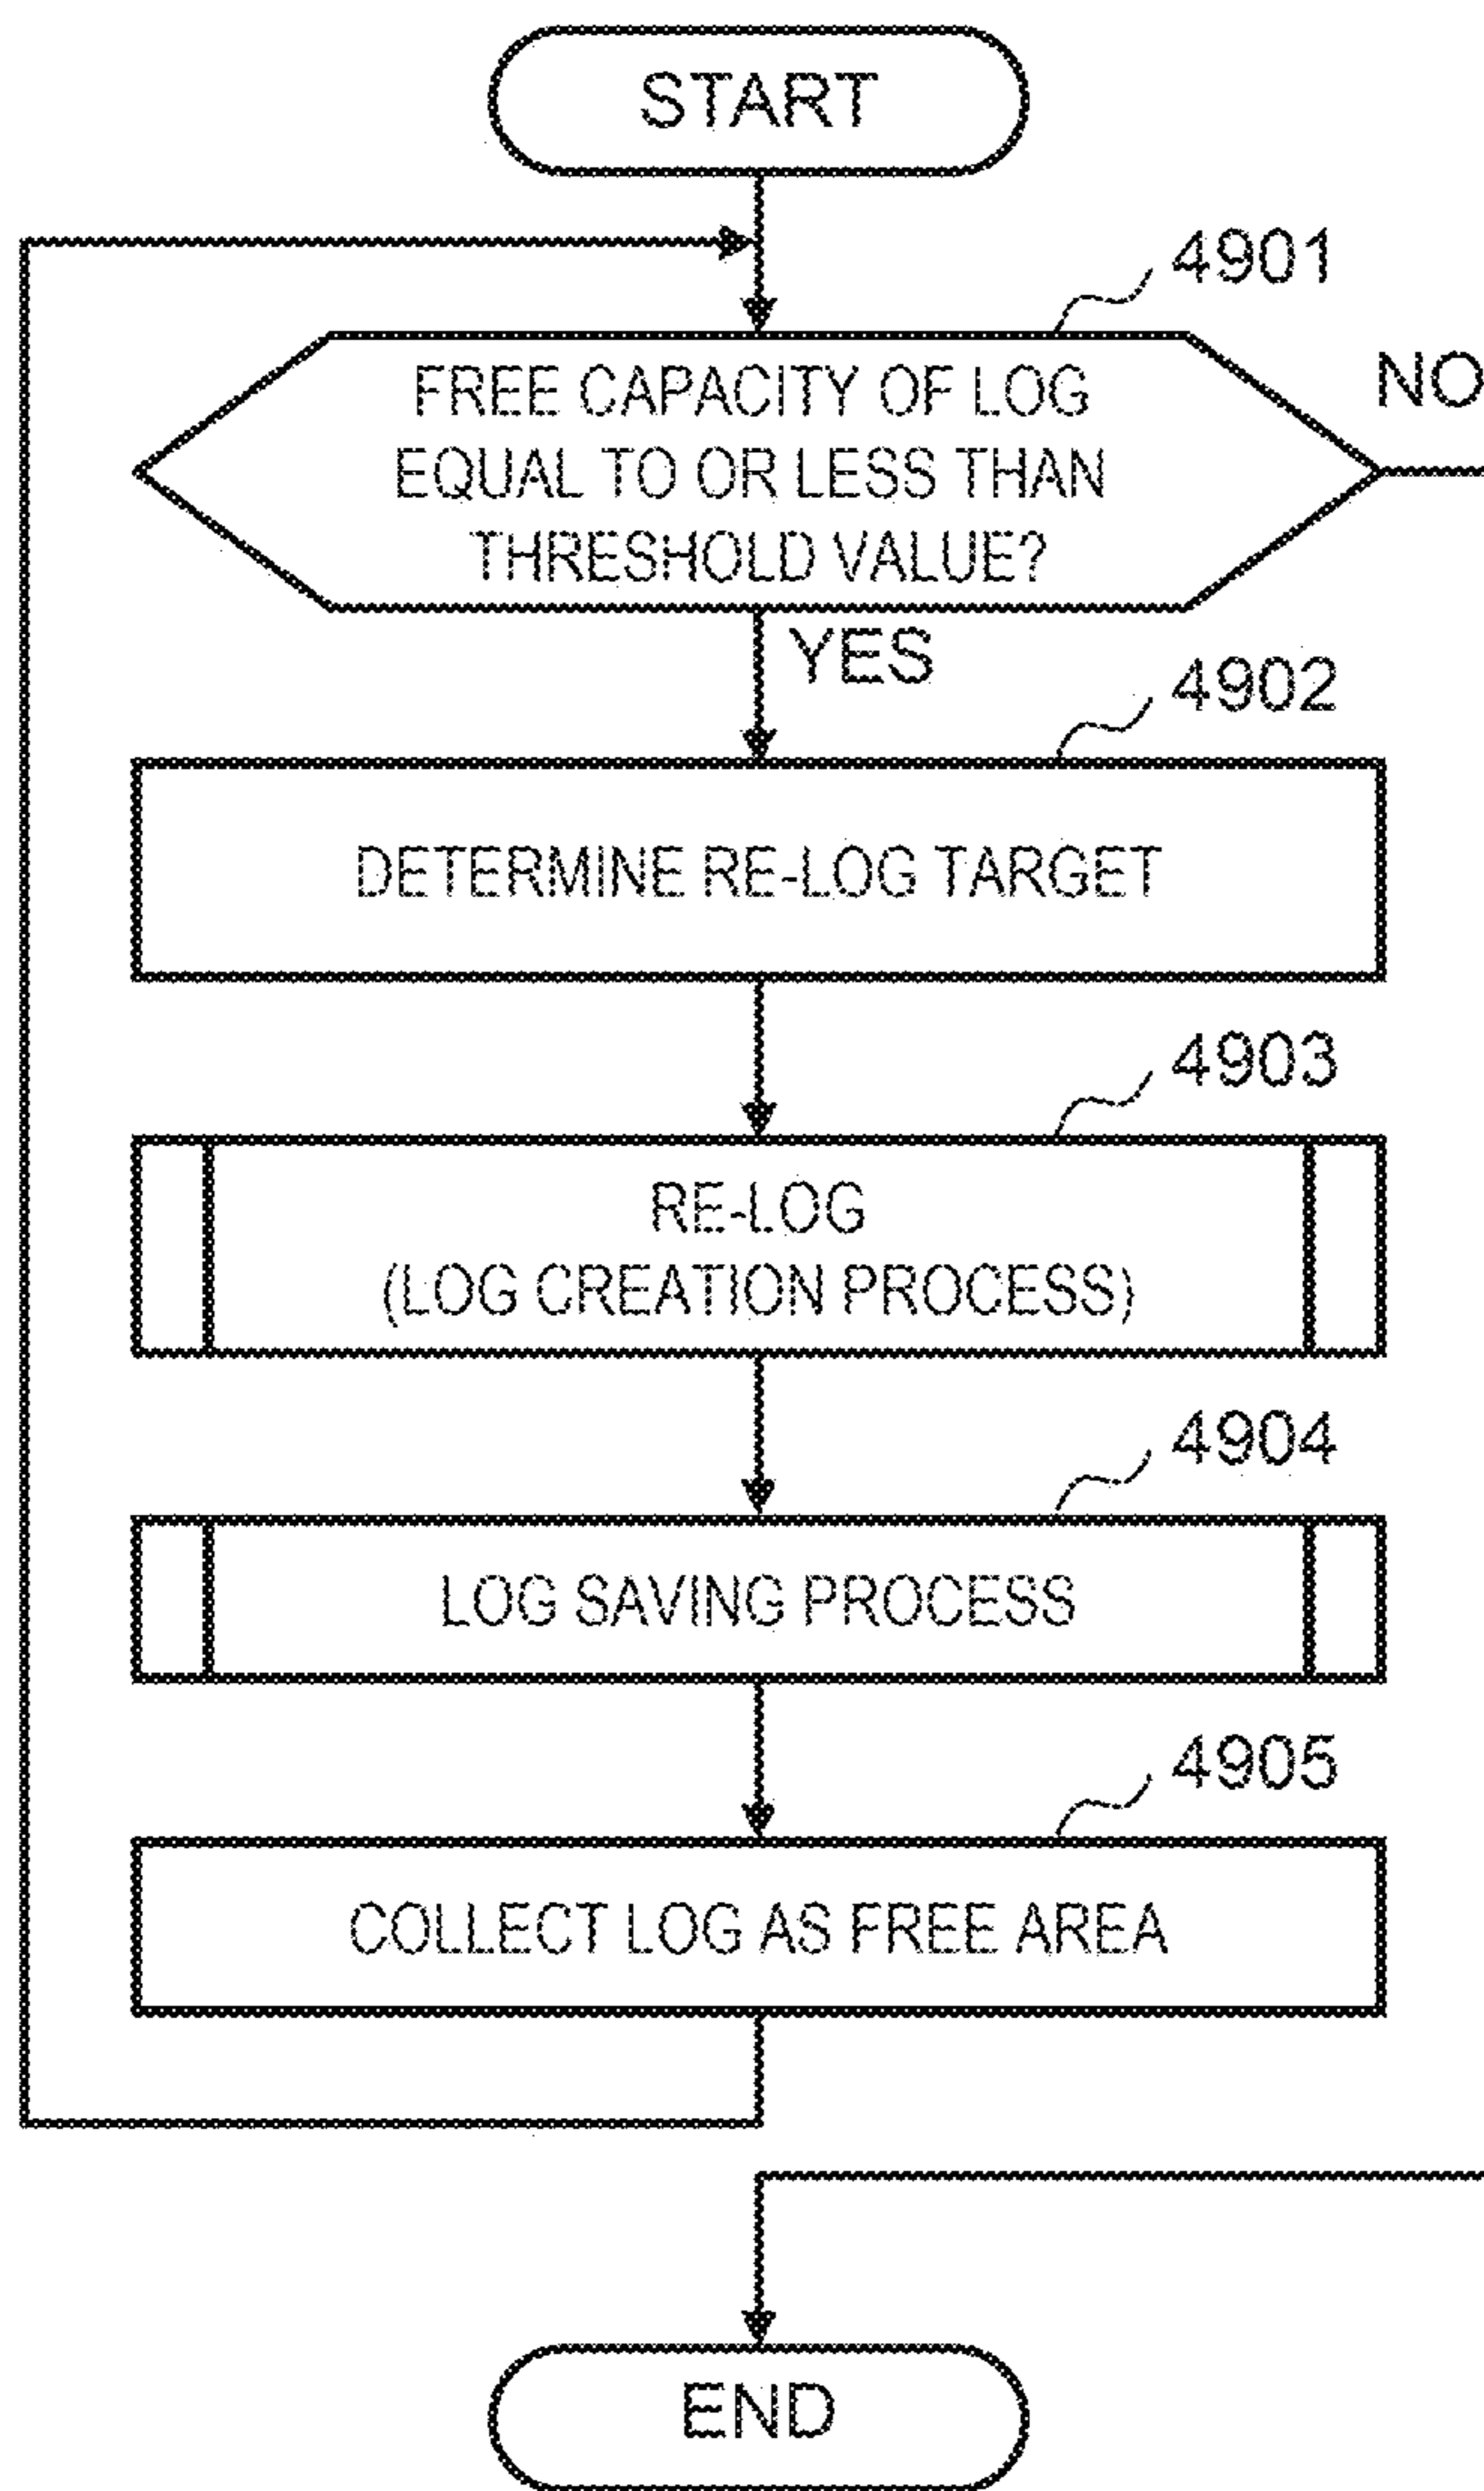 START
4901
FREE CAPACITY OF LOG
EQUAL TO OR LESS THAN
THRESHOLD VALUE?
NO
YES
4902
DETERMINE RE-LOG TARGET
4903
RE-LOG
(LOG CREATION PROCESS)
4904
LOG SAVING PROCESS
4905
COLLECT LOG AS FREE AREA
END